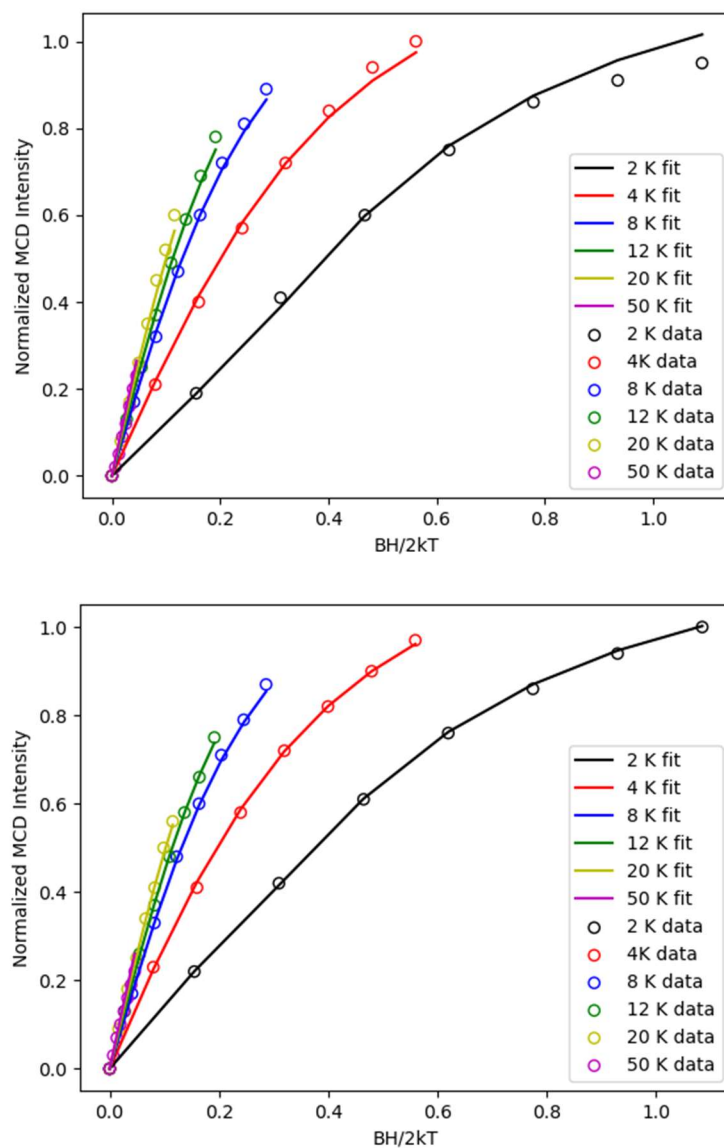 1.0
0.8
0.6
0.4
0.2
0.0
Normalized MCD Intensity
0.0 0.2 0.4 0.6 0.8 1.0
BH/2kT
2 K fit
4 K fit
8 K fit
12 K fit
20 K fit
50 K fit
2 K data
4K data
8 K data
12 K data
20 K data
50 K data
1.0
0.8
0.6
0.4
0.2
0.0
Normalized MCD Intensity
0.0 0.2 0.4 0.6 0.8 1.0
BH/2kT
2 K fit
4 K fit
8 K fit
12 K fit
20 K fit
50 K fit
2 K data
4K data
8 K data
12 K data
20 K data
50 K data